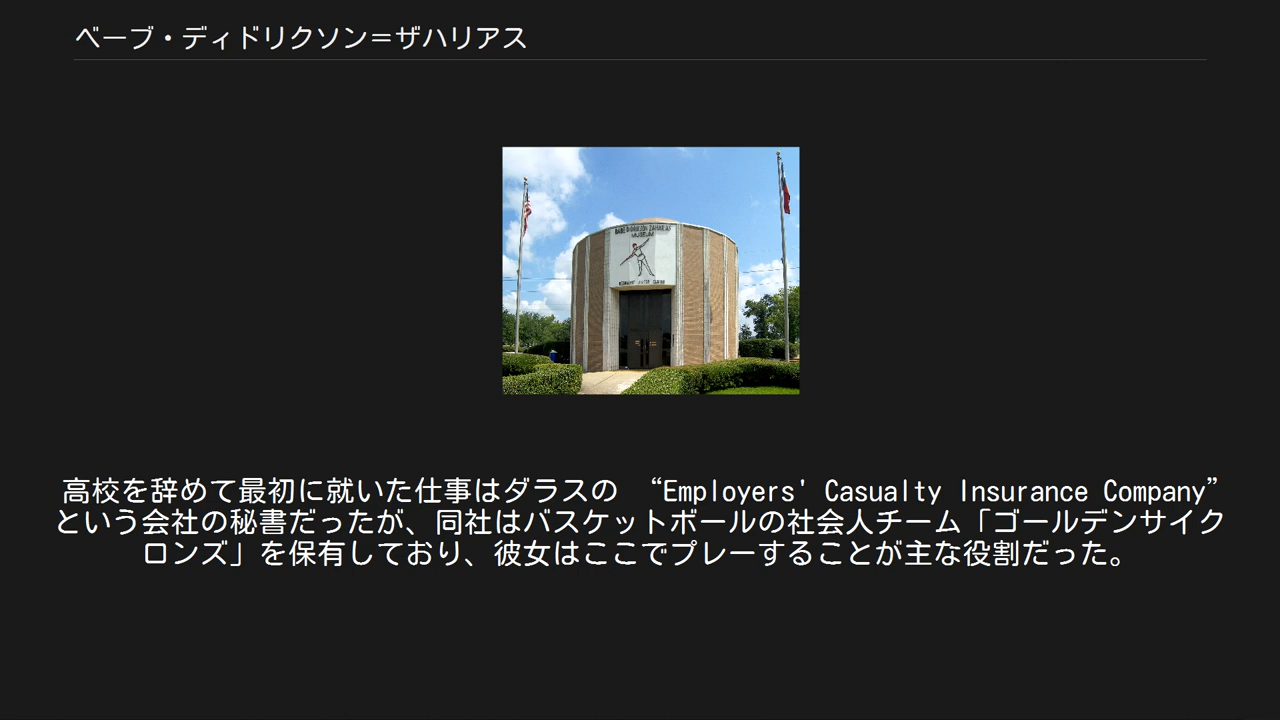 ベーブ・ディドリクソン＝ザハリアス
BABE DIDRIKSON ZAHARIAS
MUSEUM
高校を辞めて最初に就いた仕事はダラスの　“Employers' Casualty Insurance Company”
という会社の秘書だったが、同社はバスケットボールの社会人チーム「ゴールデンサイク
ロンズ」を保有しており、彼女はここでプレーすることが主な役割だった。